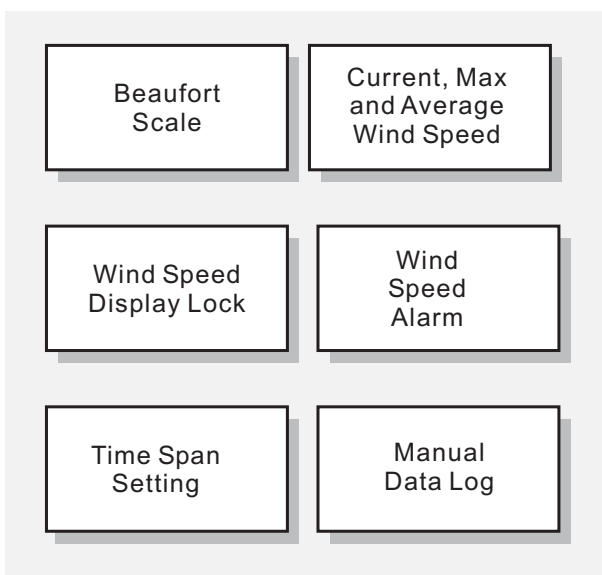 Beaufort
Scale
Current, Max
and Average
Wind Speed
Wind Speed
Display Lock
Wind
Speed
Alarm
Time Span
Setting
Manual
Data Log